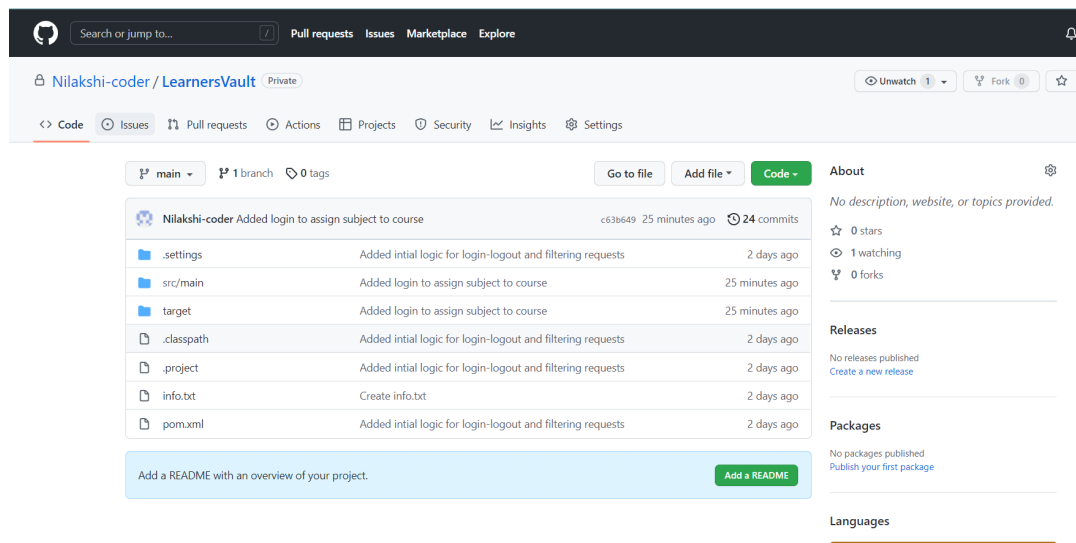 Search or jump to... / Pull requests Issues Marketplace Explore
Nilakshi-coder / LearnersVault Private Unwatch 1 Fork 0
<> Code Issues Pull requests Actions Projects Security Insights Settings
main 1 branch 0 tags Go to file Add file Code
Nilakshi-coder Added login to assign subject to course c63b649 25 minutes ago 24 commits
.settings Added intial logic for login-logout and filtering requests 2 days ago
src/main Added login to assign subject to course 25 minutes ago
target Added login to assign subject to course 25 minutes ago
.classpath Added intial logic for login-logout and filtering requests 2 days ago
.project Added intial logic for login-logout and filtering requests 2 days ago
info.txt Create info.txt 2 days ago
pom.xml Added intial logic for login-logout and filtering requests 2 days ago
Add a README with an overview of your project. Add a README
About
No description, website, or topics provided.
0 stars
1 watching
0 forks
Releases
No releases published
Create a new release
Packages
No packages published
Publish your first package
Languages